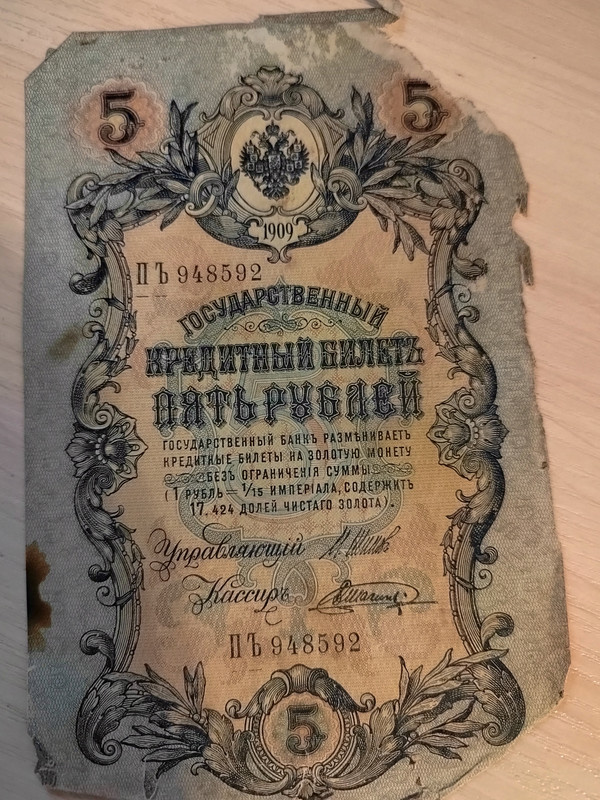 5 5
1909
ПЪ 948592
ГОСУДАРСТВЕННЫЙ
КРЕДИТНЫЙ БИЛЕТЪ
ПЯТЬ РУБЛЕЙ
ГОСУДАРСТВЕННЫЙ БАНКЪ РАЗМѢНИВАЕТЪ
КРЕДИТНЫЕ БИЛЕТЫ НА ЗОЛОТУЮ МОНЕТУ
БЕЗЪ ОГРАНИЧЕНІЯ СУММЫ
(1 РУБЛЬ = 1/15 ИМПЕРІАЛА, СОДЕРЖИТЪ
17,424 ДОЛЕЙ ЧИСТАГО ЗОЛОТА).
Управляющій
Кассиръ
ПЪ 948592
5